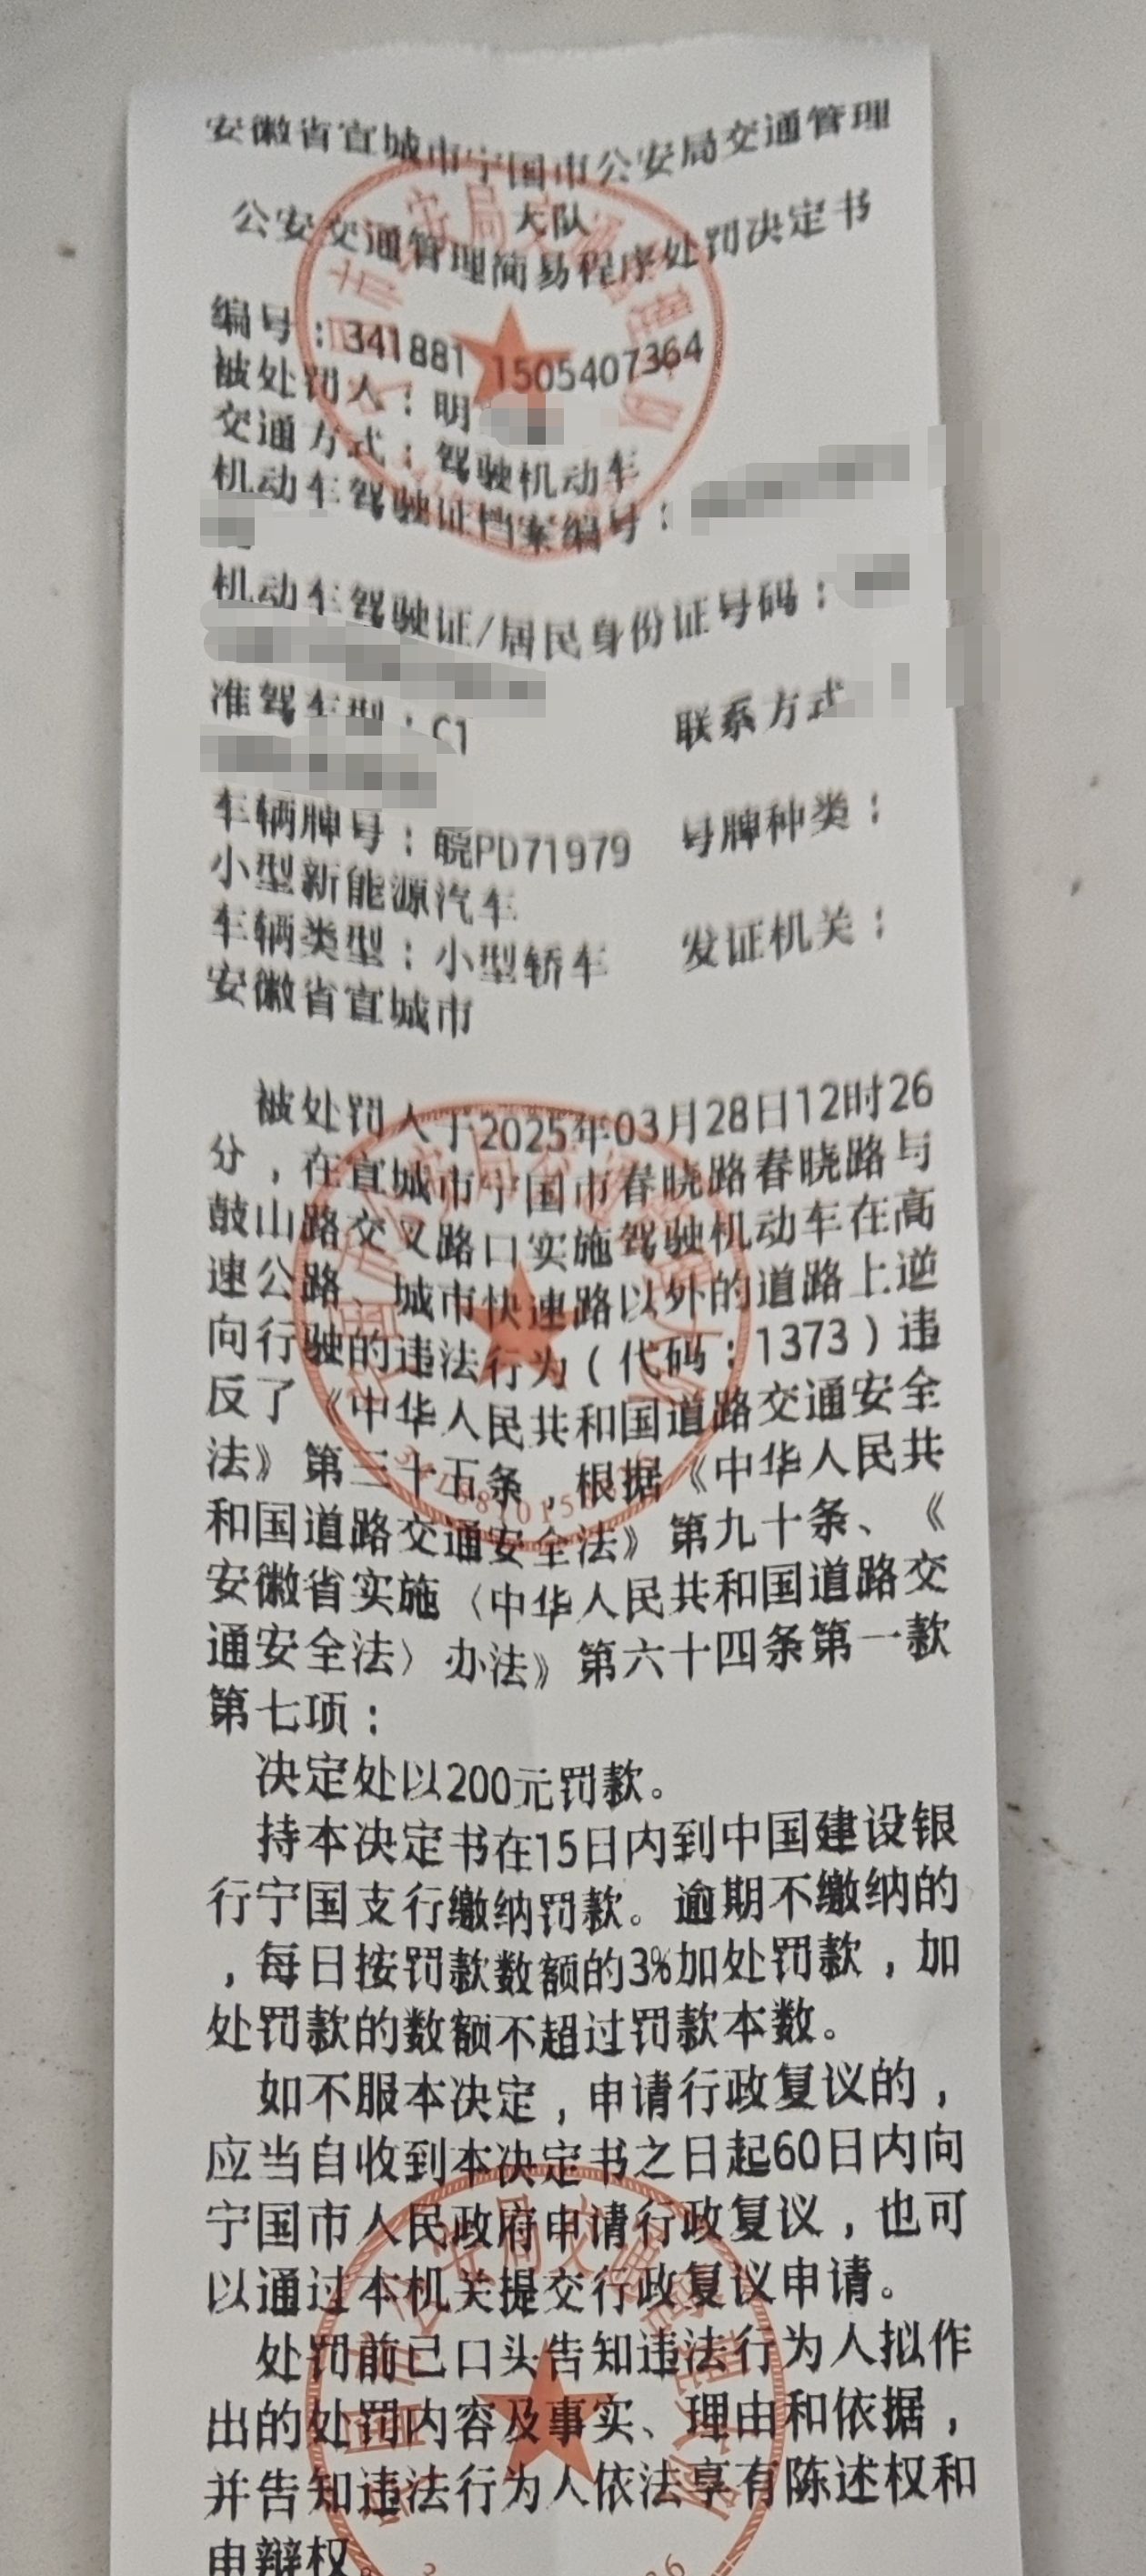 安徽省宣城市宁国市公安局交通管理
大队
公安交通管理简易程序处罚决定书
编号：341881 1505407364
被处罚人：明
交通方式：驾驶机动车
机动车驾驶证档案编号：
机动车驾驶证/居民身份证号码：
准驾车型：C1 联系方式
车辆牌号：皖PD71979 号牌种类：
小型新能源汽车
车辆类型：小型轿车 发证机关：
安徽省宣城市
被处罚人于2025年03月28日12时26
分，在宣城市宁国市春晓路春晓路与
鼓山路交叉路口实施驾驶机动车在高
速公路、城市快速路以外的道路上逆
向行驶的违法行为（代码：1373）违
反了《中华人民共和国道路交通安全
法》第三十五条，根据《中华人民共
和国道路交通安全法》第九十条、《
安徽省实施〈中华人民共和国道路交
通安全法〉办法》第六十四条第一款
第七项：
决定处以200元罚款。
持本决定书在15日内到中国建设银
行宁国支行缴纳罚款。逾期不缴纳的
，每日按罚款数额的3%加处罚款，加
处罚款的数额不超过罚款本数。
如不服本决定，申请行政复议的，
应当自收到本决定书之日起60日内向
宁国市人民政府申请行政复议，也可
以通过本机关提交行政复议申请。
处罚前已口头告知违法行为人拟作
出的处罚内容及事实、理由和依据，
并告知违法行为人依法享有陈述权和
申辩权。